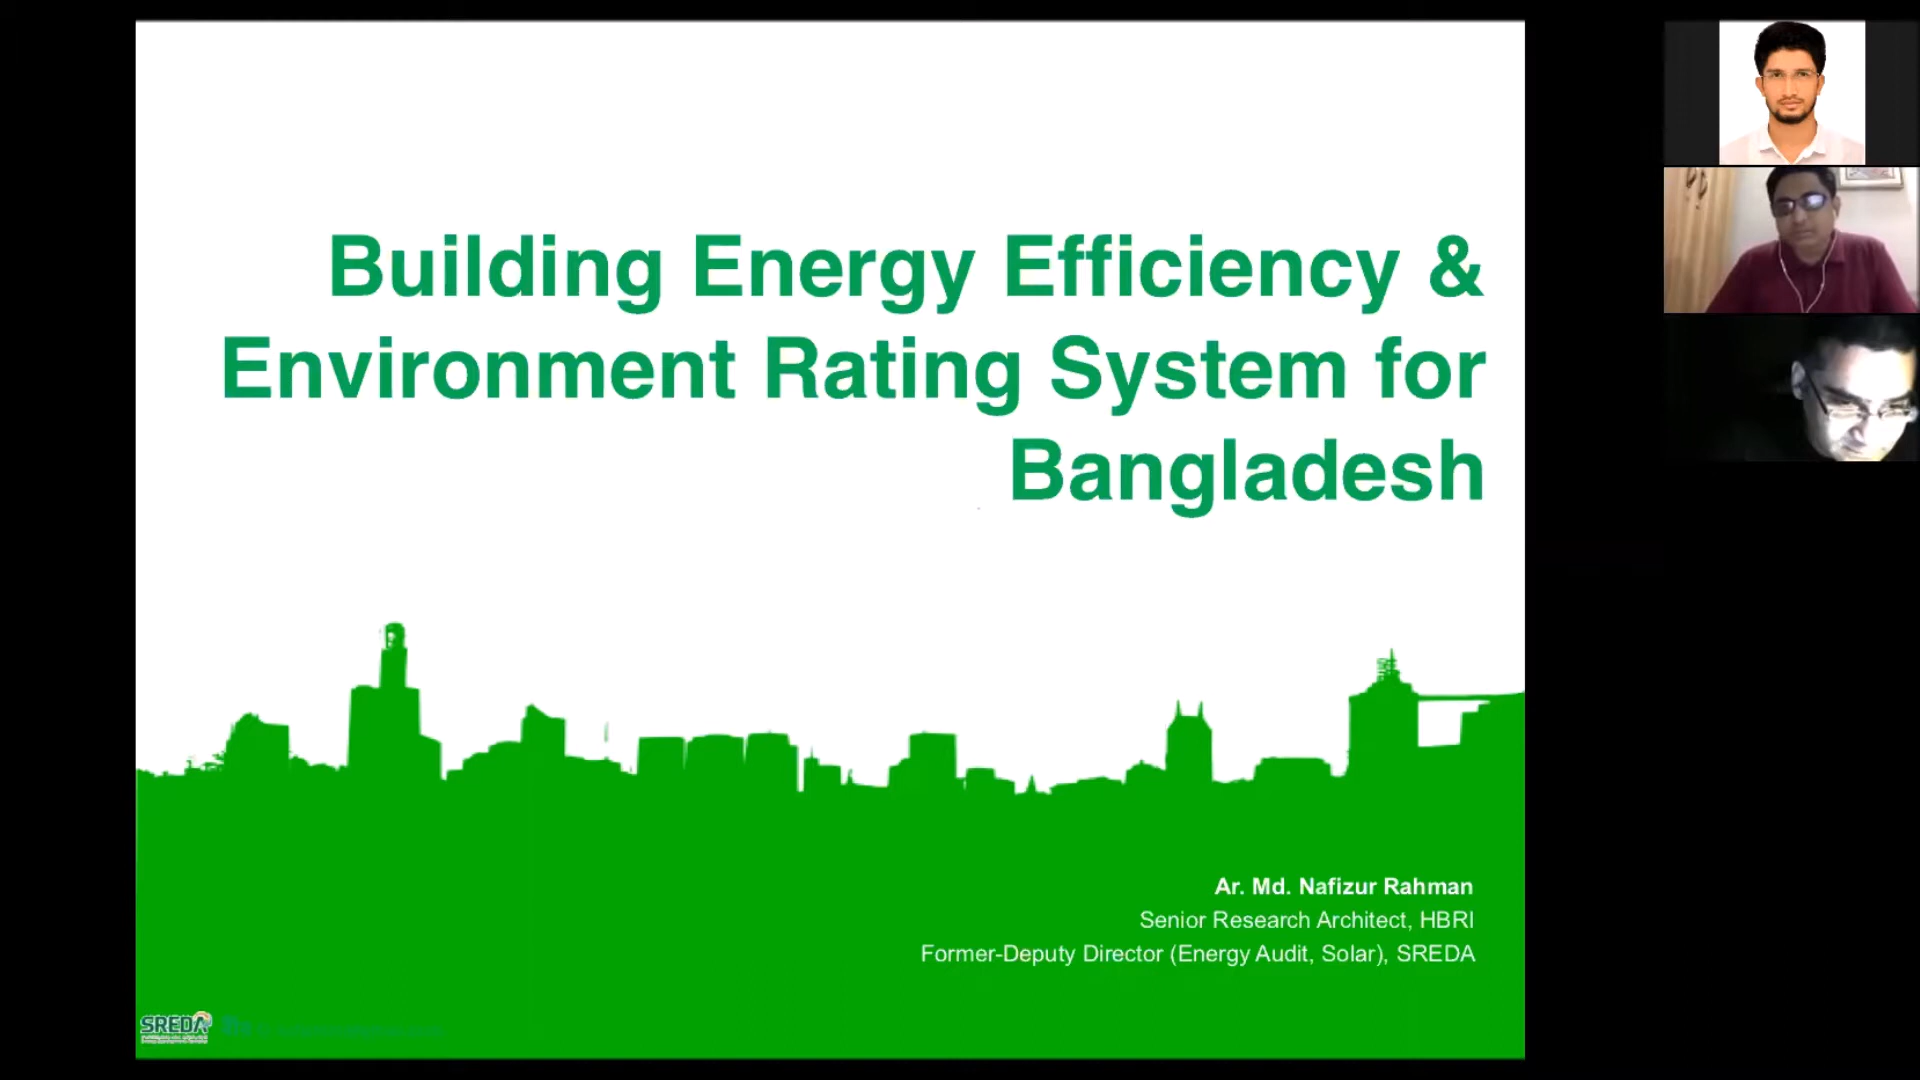 Building Energy Efficiency &
Environment Rating System for
Bangladesh
Ar. Md. Nafizur Rahman
Senior Research Architect, HBRI
Former-Deputy Director (Energy Audit, Solar), SREDA
SREDA